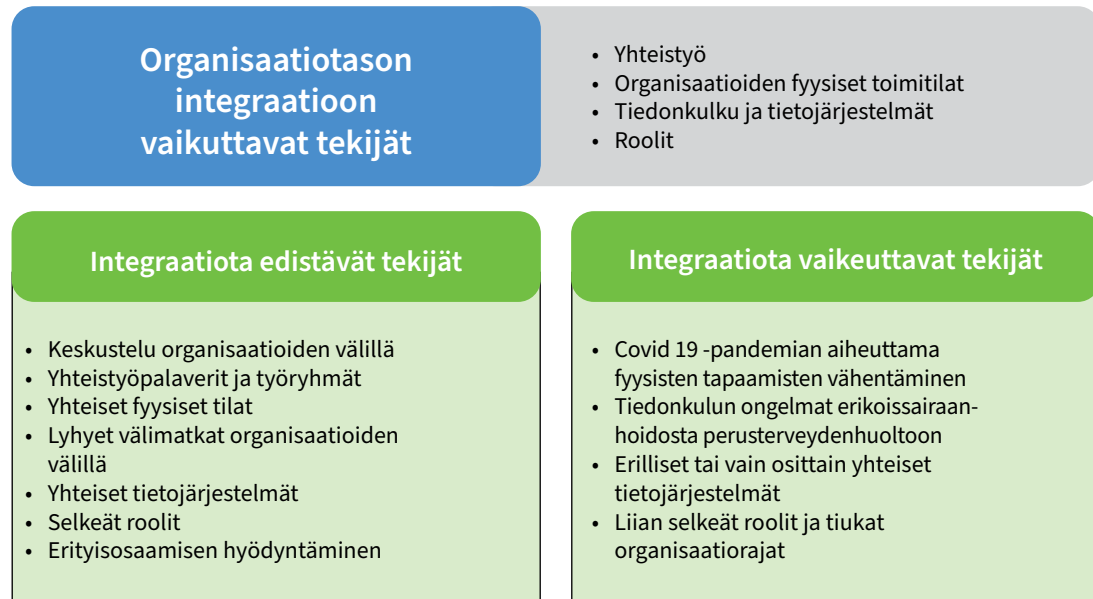 Organisaatiotason
integraatioon
vaikuttavat tekijät
• Yhteistyö
• Organisaatioiden fyysiset toimitilat
• Tiedonkulku ja tietojärjestelmät
• Roolit
Integraatiota edistävät tekijät
• Keskustelu organisaatioiden välillä
• Yhteistyöpalaverit ja työryhmät
• Yhteiset fyysiset tilat
• Lyhyet välimatkat organisaatioiden
välillä
• Yhteiset tietojärjestelmät
• Selkeät roolit
• Erityisosaamisen hyödyntäminen
Integraatiota vaikeuttavat tekijät
• Covid 19 -pandemian aiheuttama
fyysisten tapaamisten vähentäminen
• Tiedonkulun ongelmat erikoissairaan-
hoidosta perusterveydenhuoltoon
• Erilliset tai vain osittain yhteiset
tietojärjestelmät
• Liian selkeät roolit ja tiukat
organisaatiorajat